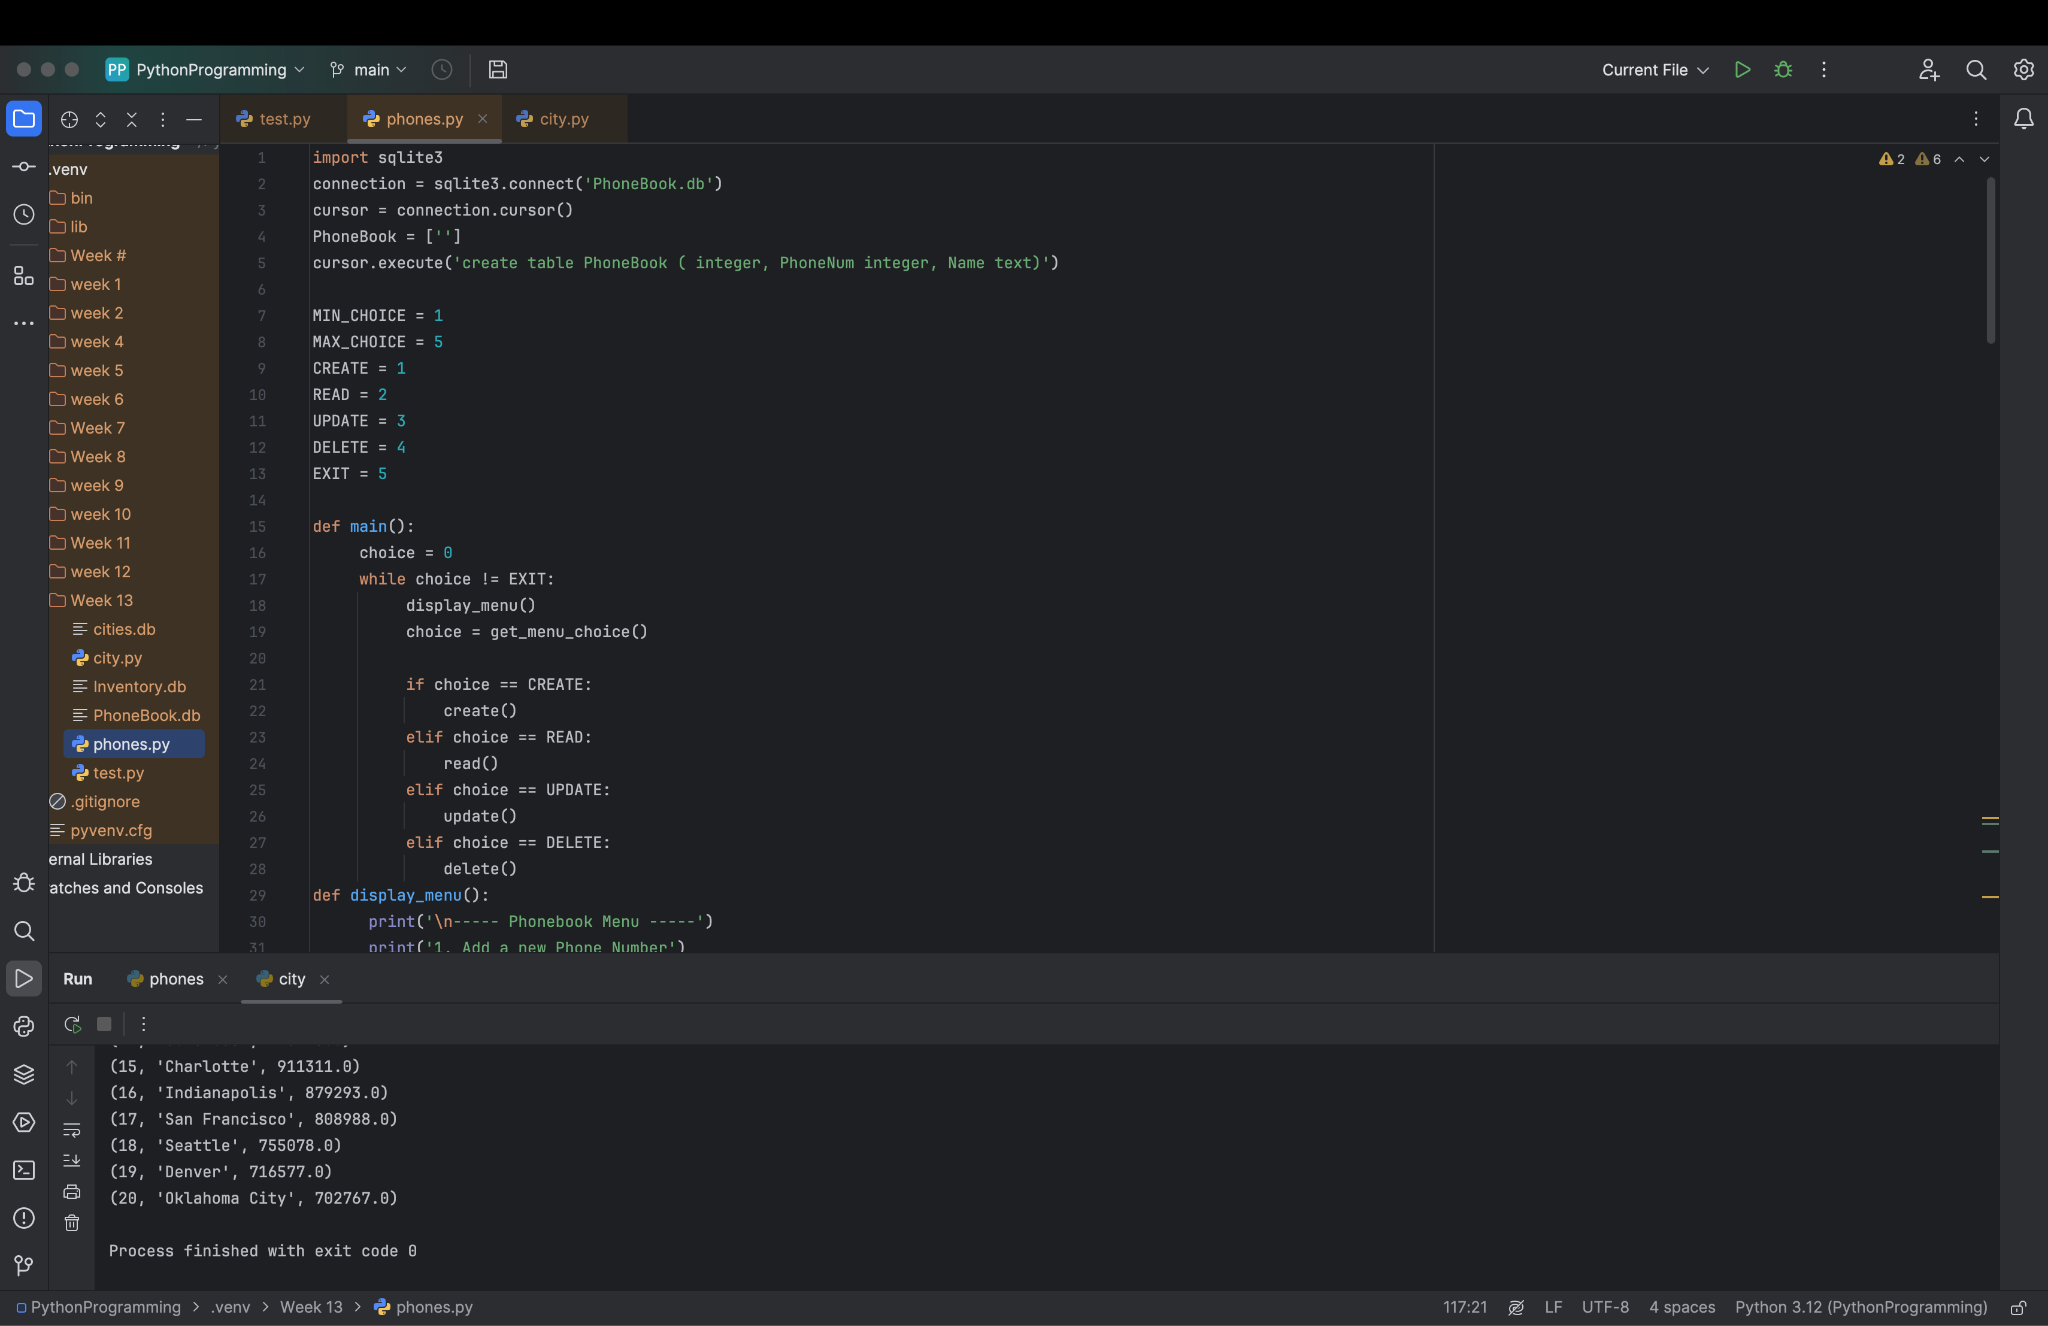 PP PythonProgramming main Current File
test.py phones.py city.py
.venv
bin
lib
Week #
week 1
week 2
week 4
week 5
week 6
Week 7
Week 8
week 9
week 10
Week 11
week 12
Week 13
cities.db
city.py
Inventory.db
PhoneBook.db
phones.py
test.py
.gitignore
pyvenv.cfg
ernal Libraries
atches and Consoles
2 6
1 import sqlite3
2 connection = sqlite3.connect('PhoneBook.db')
3 cursor = connection.cursor()
4 PhoneBook = ['']
5 cursor.execute('create table PhoneBook ( integer, PhoneNum integer, Name text)')
6
7 MIN_CHOICE = 1
8 MAX_CHOICE = 5
9 CREATE = 1
10 READ = 2
11 UPDATE = 3
12 DELETE = 4
13 EXIT = 5
14
15 def main():
16 choice = 0
17 while choice != EXIT:
18 display_menu()
19 choice = get_menu_choice()
20
21 if choice == CREATE:
22 create()
23 elif choice == READ:
24 read()
25 elif choice == UPDATE:
26 update()
27 elif choice == DELETE:
28 delete()
29 def display_menu():
30 print('\n----- Phonebook Menu -----')
31 print('1. Add a new Phone Number')
Run phones city
(15, 'Charlotte', 911311.0)
(16, 'Indianapolis', 879293.0)
(17, 'San Francisco', 808988.0)
(18, 'Seattle', 755078.0)
(19, 'Denver', 716577.0)
(20, 'Oklahoma City', 702767.0)
Process finished with exit code 0
PythonProgramming > .venv > Week 13 > phones.py 117:21 LF UTF-8 4 spaces Python 3.12 (PythonProgramming)